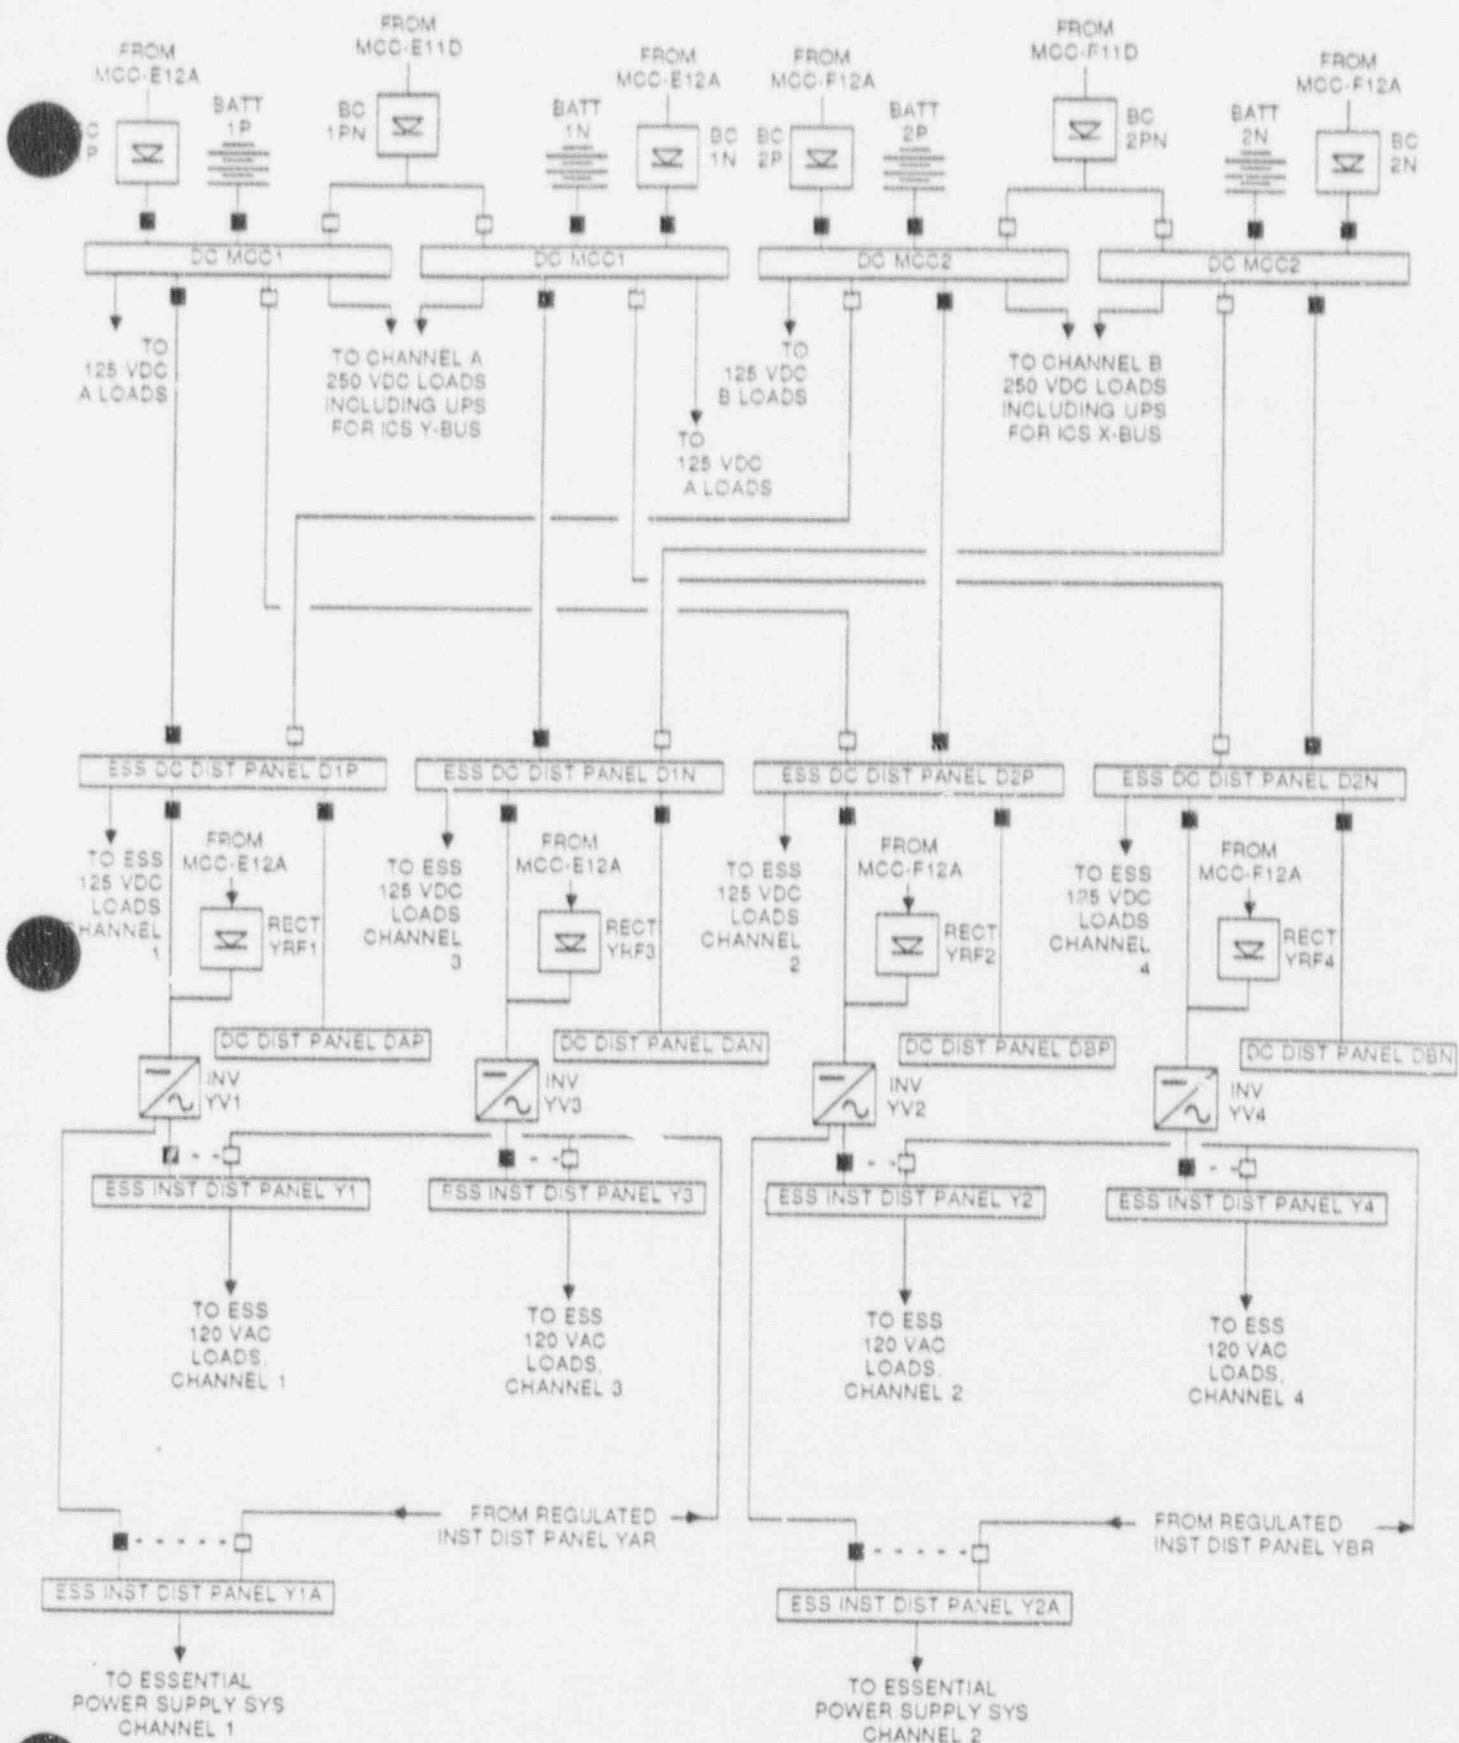 FROM
MCC-E12A
FROM
MCC-E11D
FROM
MCC-E12A
FROM
MCC-F12A
FROM
MCC-F11D
FROM
MCC-F12A
BATT
1P
BC
1PN
BATT
1N
BC
1N
BC
2P
BATT
2P
BC
2PN
BATT
2N
BC
2N
DC MCC1
DC MCC1
DC MCC2
DC MCC2
TO
125 VDC
A LOADS
TO CHANNEL A
250 VDC LOADS
INCLUDING UPS
FOR ICS Y-BUS
TO
125 VDC
A LOADS
TO
125 VDC
B LOADS
TO CHANNEL B
250 VDC LOADS
INCLUDING UPS
FOR ICS X-BUS
ESS DC DIST PANEL D1P
ESS DC DIST PANEL D1N
ESS DC DIST PANEL D2P
ESS DC DIST PANEL D2N
TO ESS
125 VDC
LOADS
HANNEL
1
FROM
MCC-E12A
RECT
YRF1
TO ESS
125 VDC
LOADS
CHANNEL
3
FROM
MCC-E12A
RECT
YRF3
TO ESS
125 VDC
LOADS
CHANNEL
2
FROM
MCC-F12A
RECT
YRF2
TO ESS
125 VDC
LOADS
CHANNEL
4
FROM
MCC-F12A
RECT
YRF4
DC DIST PANEL DAP
DC DIST PANEL DAN
DC DIST PANEL DBP
DC DIST PANEL DBN
INV
YV1
INV
YV3
INV
YV2
INV
YV4
ESS INST DIST PANEL Y1
ESS INST DIST PANEL Y3
ESS INST DIST PANEL Y2
ESS INST DIST PANEL Y4
TO ESS
120 VAC
LOADS,
CHANNEL 1
TO ESS
120 VAC
LOADS,
CHANNEL 3
TO ESS
120 VAC
LOADS,
CHANNEL 2
TO ESS
120 VAC
LOADS,
CHANNEL 4
FROM REGULATED
INST DIST PANEL YAR
FROM REGULATED
INST DIST PANEL YBR
ESS INST DIST PANEL Y1A
ESS INST DIST PANEL Y2A
TO ESSENTIAL
POWER SUPPLY SYS
CHANNEL 1
TO ESSENTIAL
POWER SUPPLY SYS
CHANNEL 2